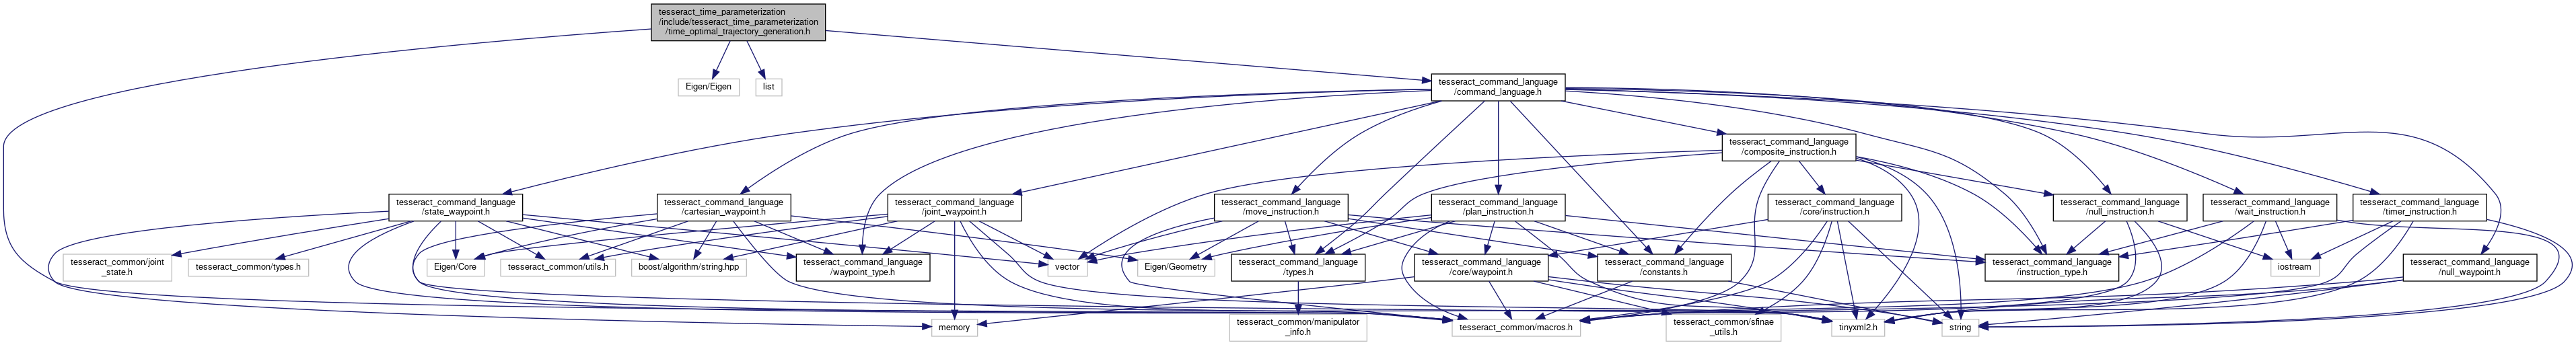 tesseract_time_parameterization
/include/tesseract_time_parameterization
/time_optimal_trajectory_generation.h
Eigen/Eigen
list
tesseract_command_language
/command_language.h
tesseract_command_language
/composite_instruction.h
tesseract_command_language
/state_waypoint.h
tesseract_command_language
/cartesian_waypoint.h
tesseract_command_language
/joint_waypoint.h
tesseract_command_language
/move_instruction.h
tesseract_command_language
/plan_instruction.h
tesseract_command_language
/core/instruction.h
tesseract_command_language
/null_instruction.h
tesseract_command_language
/wait_instruction.h
tesseract_command_language
/timer_instruction.h
tesseract_common/joint
_state.h
tesseract_common/types.h
Eigen/Core
tesseract_common/utils.h
boost/algorithm/string.hpp
tesseract_command_language
/waypoint_type.h
vector
Eigen/Geometry
tesseract_command_language
/types.h
tesseract_command_language
/core/waypoint.h
tesseract_command_language
/constants.h
tesseract_command_language
/instruction_type.h
iostream
tesseract_command_language
/null_waypoint.h
memory
tesseract_common/manipulator
_info.h
tesseract_common/macros.h
tesseract_common/sfinae
_utils.h
tinyxml2.h
string